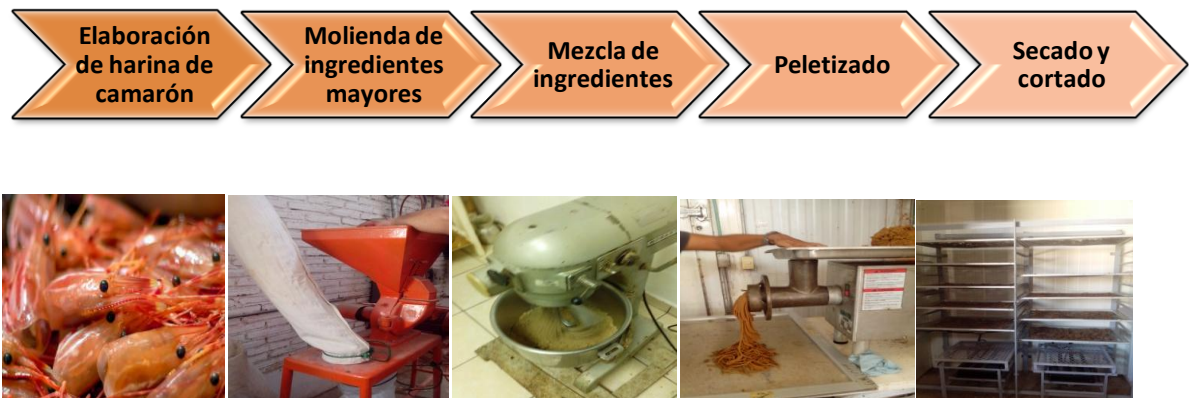 Elaboración
de harina de
camarón
Molienda de
ingredientes
mayores
Mezcla de
ingredientes
Peletizado
Secado y
cortado